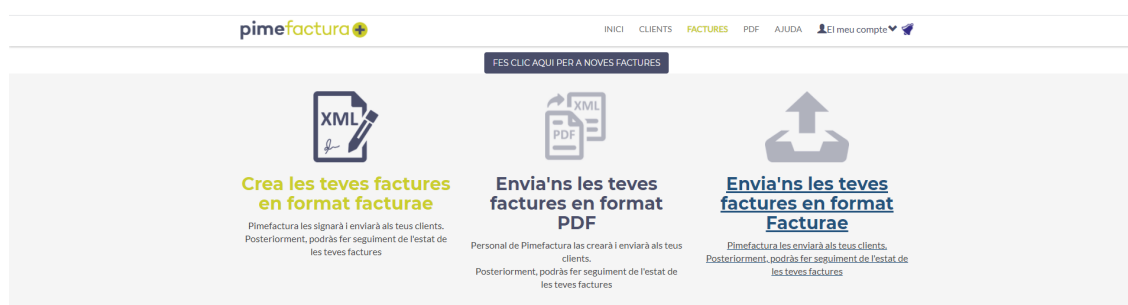 pimefactura
INICI CLIENTS FACTURES PDF AJUDA El meu compte
FES CLIC AQUI PER A NOVES FACTURES
XML
Crea les teves factures
en format facturae
Pimefactura les signarà i enviarà als teus clients.
Posteriorment, podràs fer seguiment de l'estat de
les teves factures
XML
PDF
Envia'ns les teves
factures en format
PDF
Personal de Pimefactura las crearà i enviarà als teus
clients.
Posteriorment, podràs fer seguiment de l'estat de
les teves factures
Envia'ns les teves
factures en format
Facturae
Pimefactura les enviarà als teus clients.
Posteriorment, podràs fer seguiment de l'estat de
les teves factures